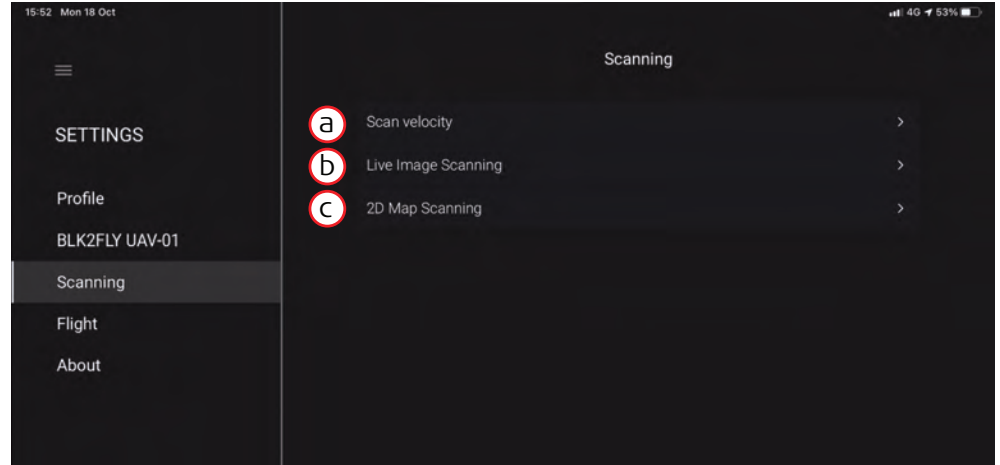 15:52 Mon 18 Oct
4G 53%
SETTINGS
Profile
BLK2FLY UAV-01
Scanning
Flight
About
Scanning
a Scan velocity
b Live Image Scanning
c 2D Map Scanning